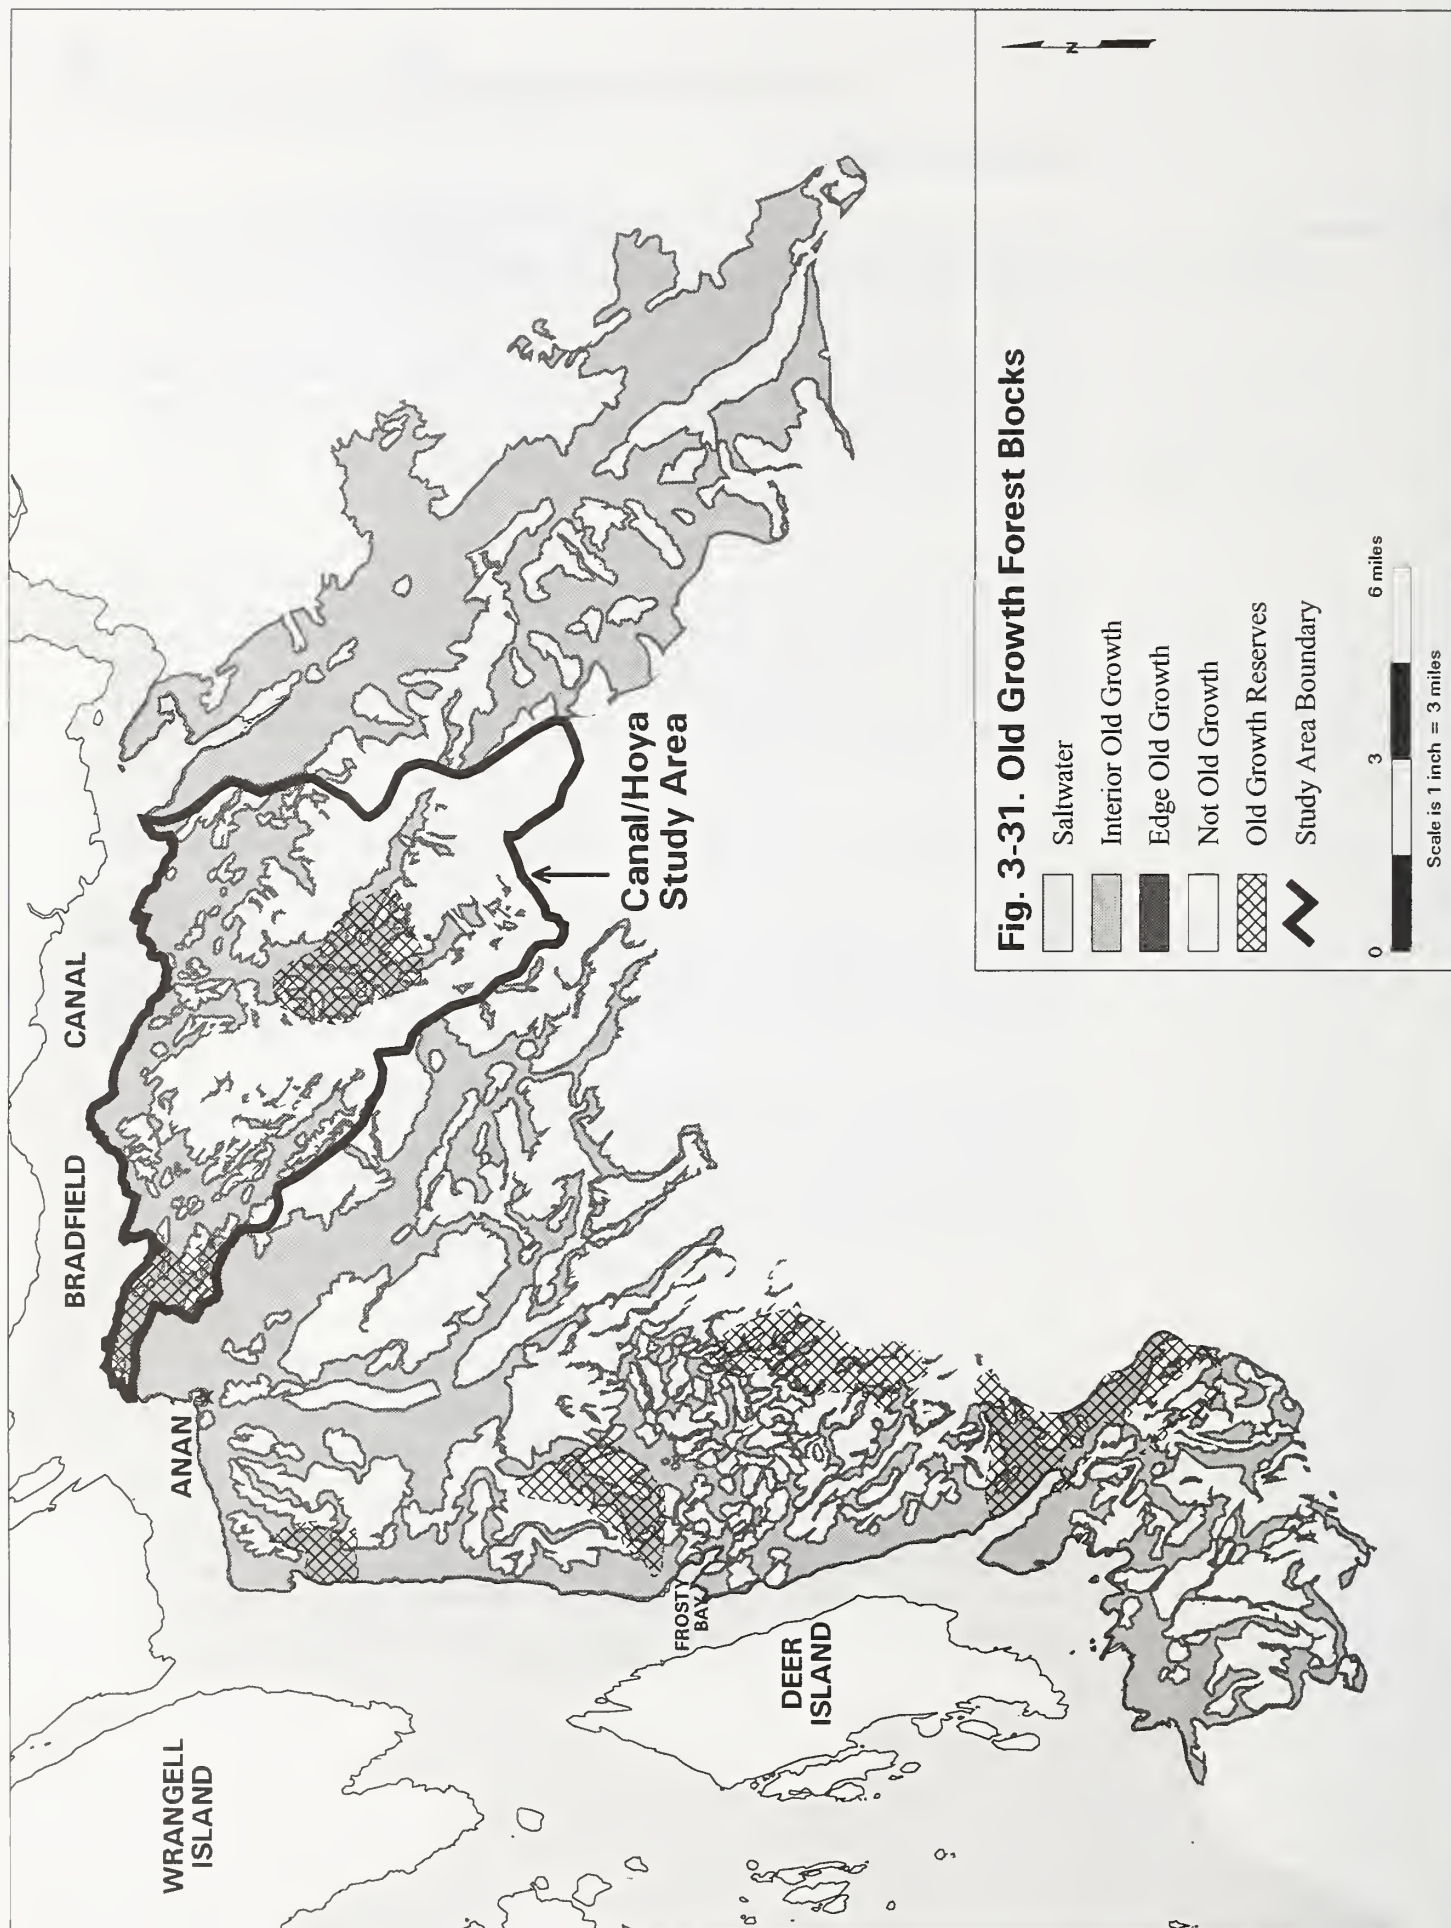 WRANGELL
ISLAND
ANAN
BRADFIELD
CANAL
FROSTY
BAY
DEER
ISLAND
Canal/Hoya
Study Area
N
Fig. 3-31. Old Growth Forest Blocks
Saltwater
Interior Old Growth
Edge Old Growth
Not Old Growth
Old Growth Reserves
Study Area Boundary
0 3 6 miles
Scale is 1 inch = 3 miles